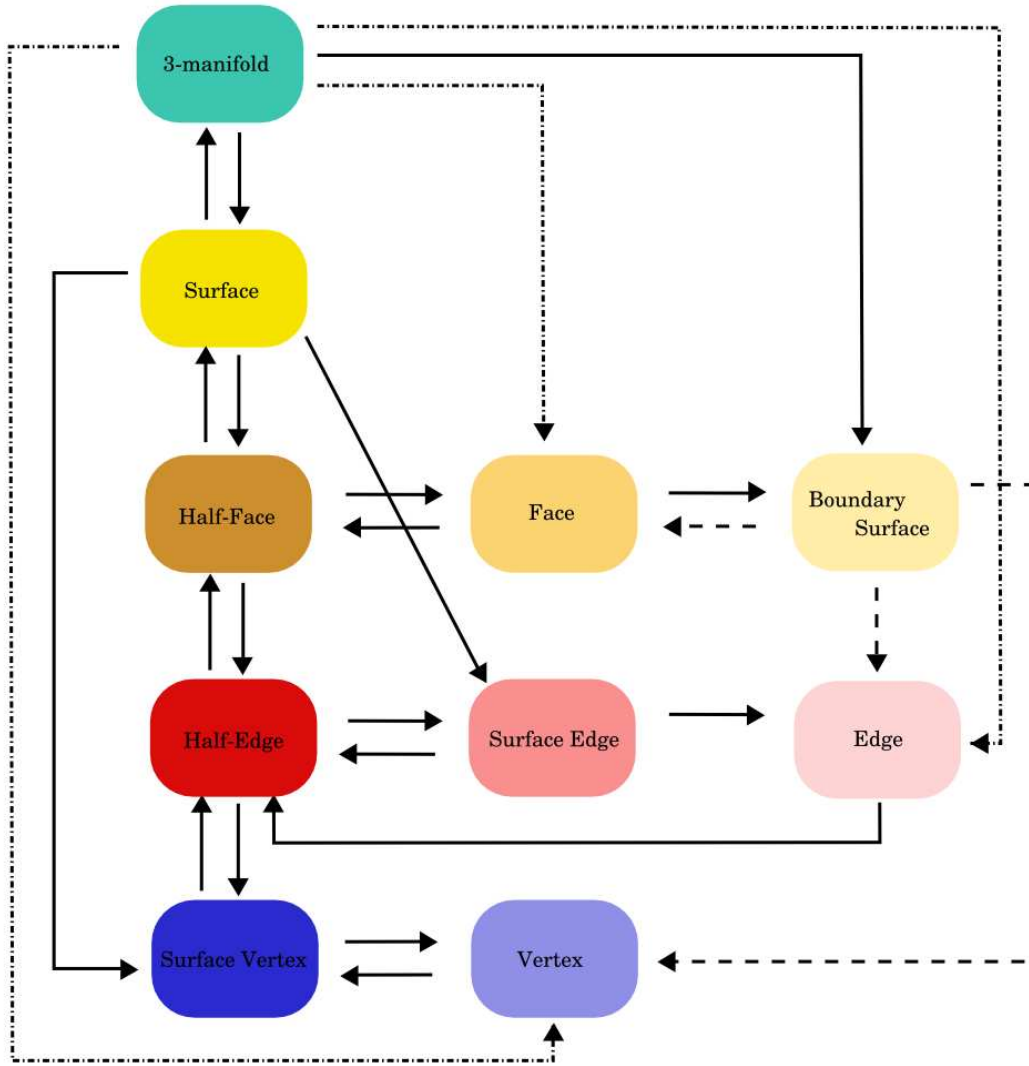 3-manifold
Surface
Half-Face
Face
Boundary
Surface
Half-Edge
Surface Edge
Edge
Surface Vertex
Vertex